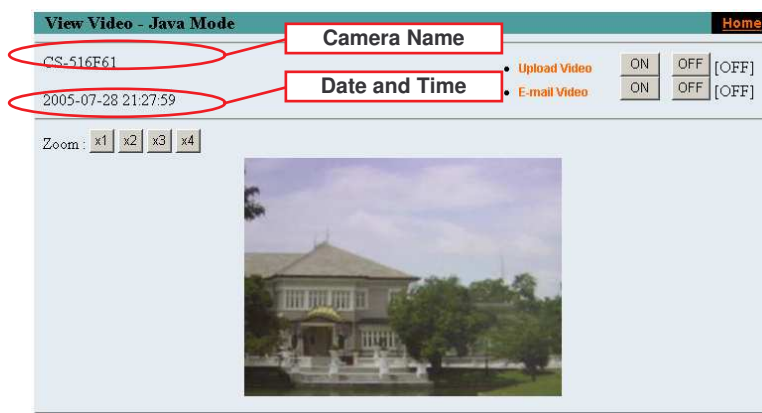 View Video - Java Mode Home
Camera Name
CS-516F61
Upload Video ON OFF [OFF]
Date and Time
E-mail Video ON OFF [OFF]
2005-07-28 21:27:59
Zoom : x1 x2 x3 x4